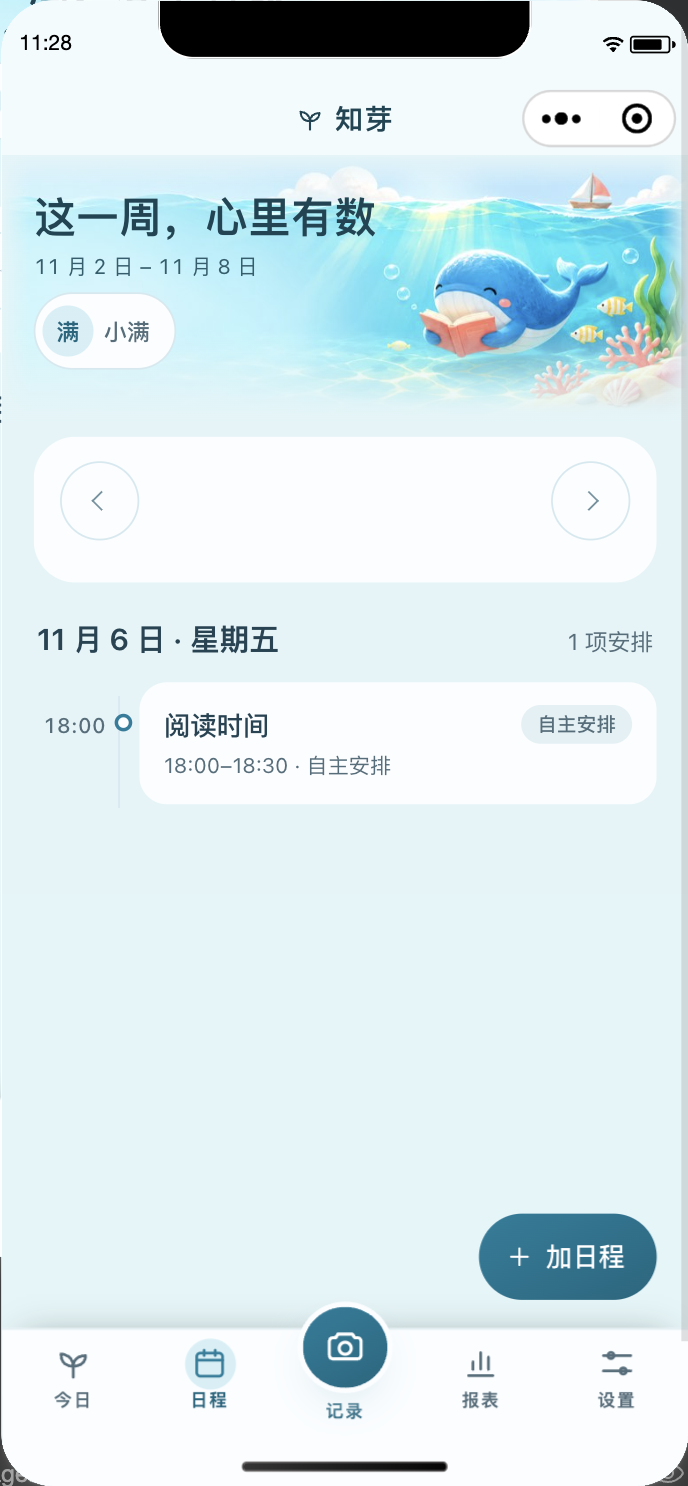 11:28
知芽
这一周，心里有数
11 月 2 日 – 11 月 8 日
满 小满
11 月 6 日 · 星期五
1 项安排
18:00
阅读时间
自主安排
18:00–18:30 · 自主安排
+ 加日程
今日
日程
记录
报表
设置